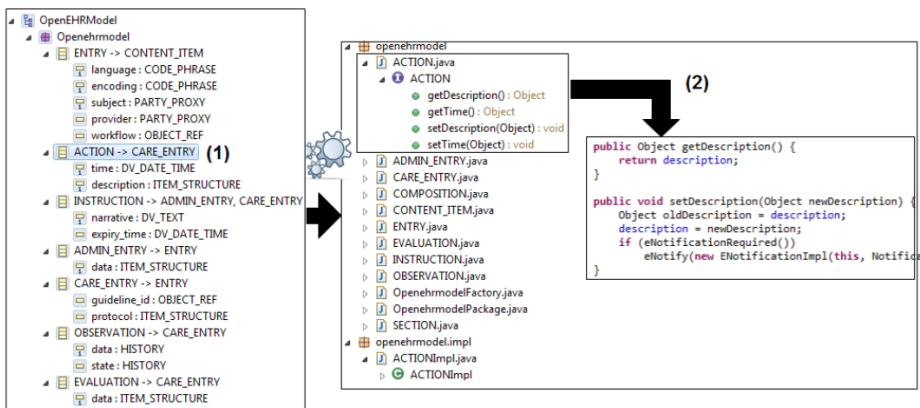 OpenEHRModel
Openehrmodel
ENTRY -> CONTENT_ITEM
language : CODE_PHRASE
encoding : CODE_PHRASE
subject : PARTY_PROXY
provider : PARTY_PROXY
workflow : OBJECT_REF
ACTION -> CARE_ENTRY (1)
time : DV_DATE_TIME
description : ITEM_STRUCTURE
INSTRUCTION -> ADMIN_ENTRY, CARE_ENTRY
narrative : DV_TEXT
expiry_time : DV_DATE_TIME
ADMIN_ENTRY -> ENTRY
data : ITEM_STRUCTURE
CARE_ENTRY -> ENTRY
guideline_id : OBJECT_REF
protocol : ITEM_STRUCTURE
OBSERVATION -> CARE_ENTRY
data : HISTORY
state : HISTORY
EVALUATION -> CARE_ENTRY
data : ITEM_STRUCTURE
openehrmodel
ACTION.java
ACTION
getDescription() : Object
getTime() : Object
setDescription(Object) : void
setTime(Object) : void
ADMIN_ENTRY.java
CARE_ENTRY.java
COMPOSITION.java
CONTENT_ITEM.java
ENTRY.java
EVALUATION.java
INSTRUCTION.java
OBSERVATION.java
OpenehrmodelFactory.java
OpenehrmodelPackage.java
SECTION.java
openehrmodel.impl
ACTIONImpl.java
ACTIONImpl
(2)
public Object getDescription() {
return description;
}
public void setDescription(Object newDescription) {
Object oldDescription = description;
description = newDescription;
if (eNotificationRequired())
eNotify(new ENotificationImpl(this, Notifica
}